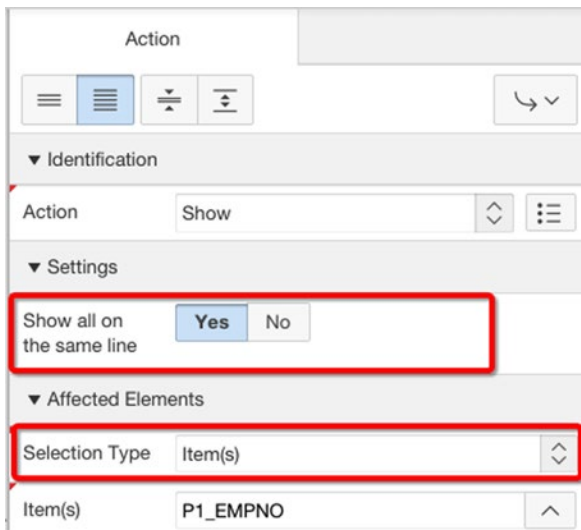 Action
Identification
Action Show
Settings
Show all on Yes No
the same line
Affected Elements
Selection Type Item(s)
Item(s) P1_EMPNO